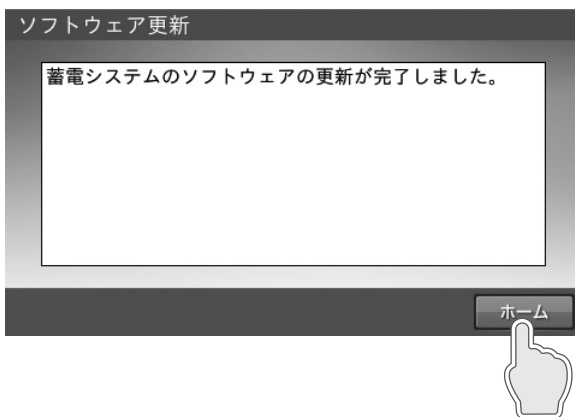 ソフトウェア更新
蓄電システムのソフトウェアの更新が完了しました。
ホーム